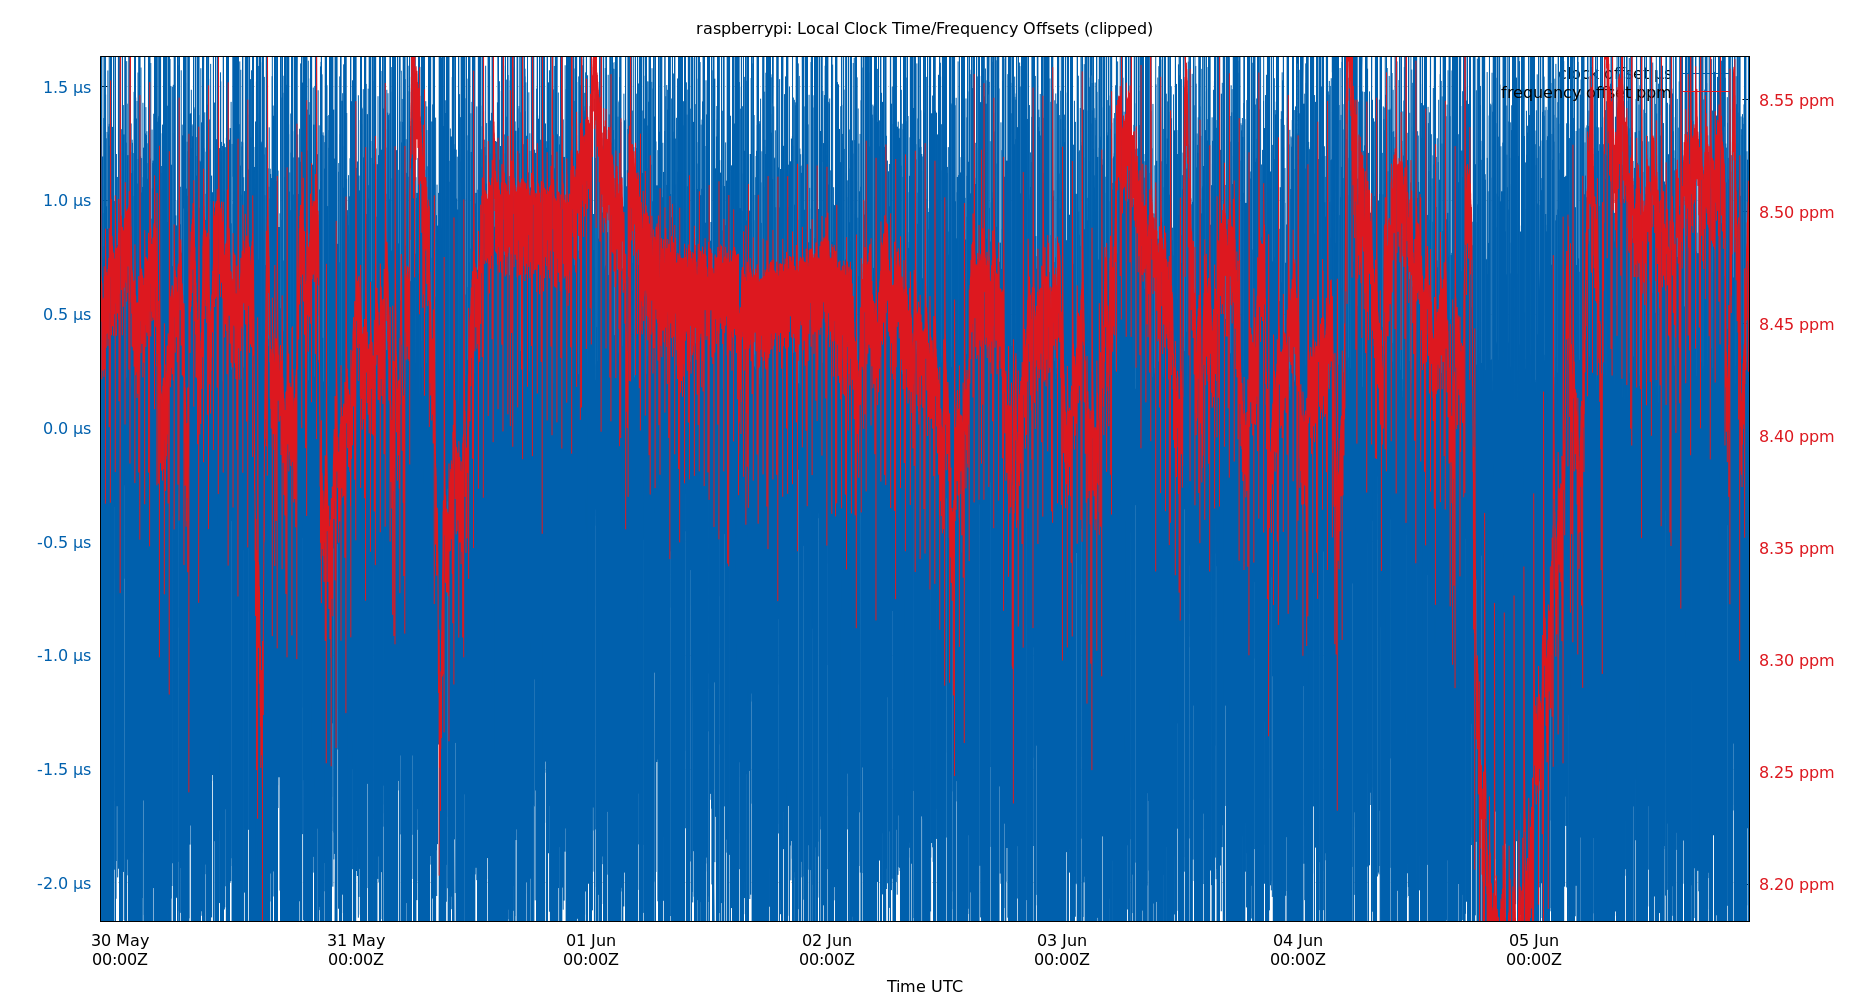 raspberrypi: Local Clock Time/Frequency Offsets (clipped)
clock offset µs
frequency offset ppm
1.5 µs
1.0 µs
0.5 µs
0.0 µs
-0.5 µs
-1.0 µs
-1.5 µs
-2.0 µs
8.55 ppm
8.50 ppm
8.45 ppm
8.40 ppm
8.35 ppm
8.30 ppm
8.25 ppm
8.20 ppm
30 May
00:00Z
31 May
00:00Z
01 Jun
00:00Z
02 Jun
00:00Z
03 Jun
00:00Z
04 Jun
00:00Z
05 Jun
00:00Z
Time UTC